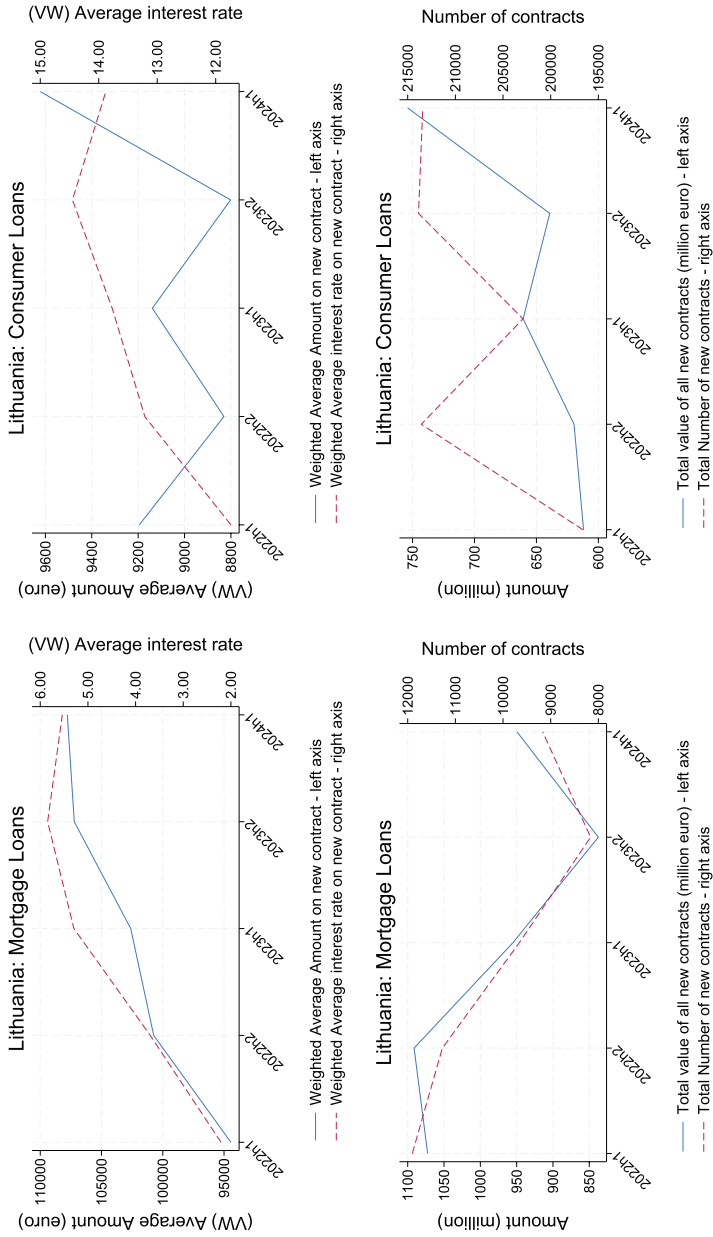 Lithuania: Mortgage Loans
(VW) Average Amount (euro)
110000
105000
100000
95000
(VW) Average interest rate
6.00
5.00
4.00
3.00
2.00
2022h1
2022h2
2023h1
2023h2
2024h1
Weighted Average Amount on new contract - left axis
Weighted Average interest rate on new contract - right axis
Lithuania: Consumer Loans
(VW) Average Amount (euro)
9600
9400
9200
9000
8800
(VW) Average interest rate
15.00
14.00
13.00
12.00
2022h1
2022h2
2023h1
2023h2
2024h1
Weighted Average Amount on new contract - left axis
Weighted Average interest rate on new contract - right axis
Lithuania: Mortgage Loans
Amount (million)
1100
1050
1000
950
900
850
Number of contracts
12000
11000
10000
9000
8000
2022h1
2022h2
2023h1
2023h2
2024h1
Total value of all new contracts (million euro) - left axis
Total Number of new contracts - right axis
Lithuania: Consumer Loans
Amount (million)
750
700
650
600
Number of contracts
215000
210000
205000
200000
195000
2022h1
2022h2
2023h1
2023h2
2024h1
Total value of all new contracts (million euro) - left axis
Total Number of new contracts - right axis